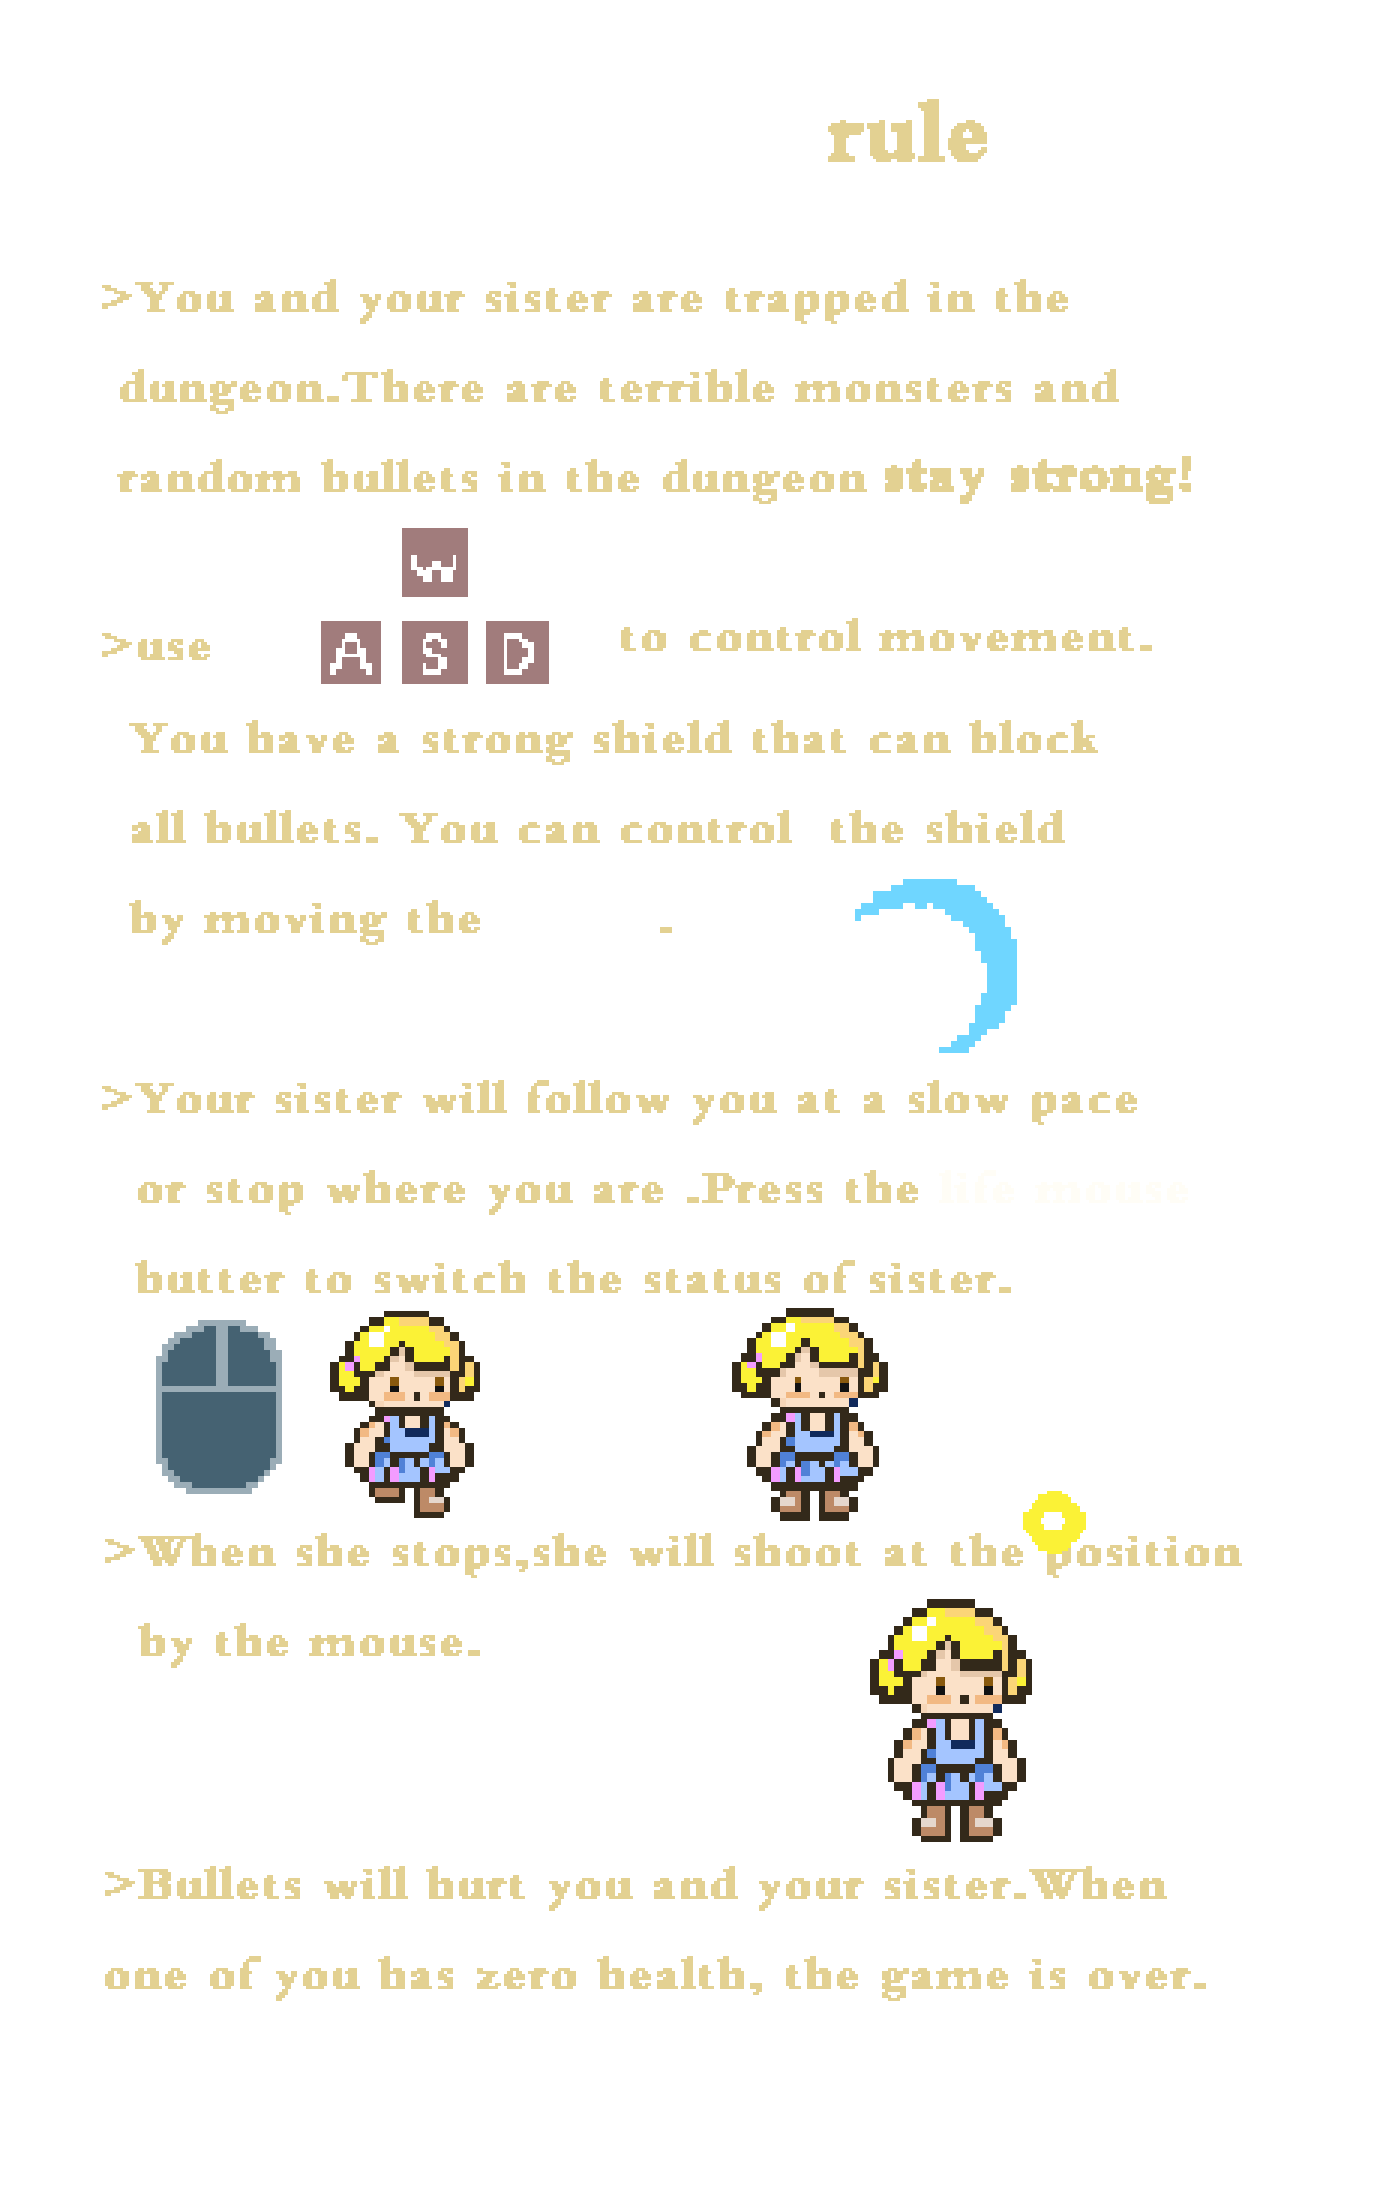 rule
>You and your sister are trapped in the
dungeon.There are terrible monsters and
random bullets in the dungeon stay strong!
W
>use A S D to control movement.
You have a strong shield that can block
all bullets. You can control the shield
by moving the .
>Your sister will follow you at a slow pace
or stop where you are .Press the life mouse
butter to switch the status of sister.
>When she stops,she will shoot at the position
by the mouse.
>Bullets will hurt you and your sister.When
one of you has zero health, the game is over.